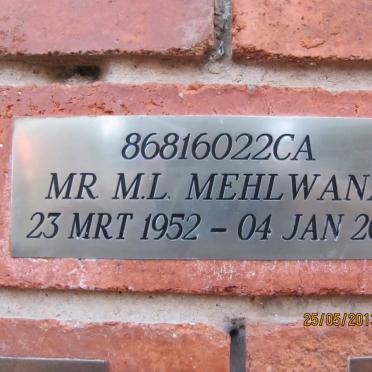 86816022CA
MR M.L. MEHLWAN
23 MRT 1952 - 04 JAN 20
25/05/201